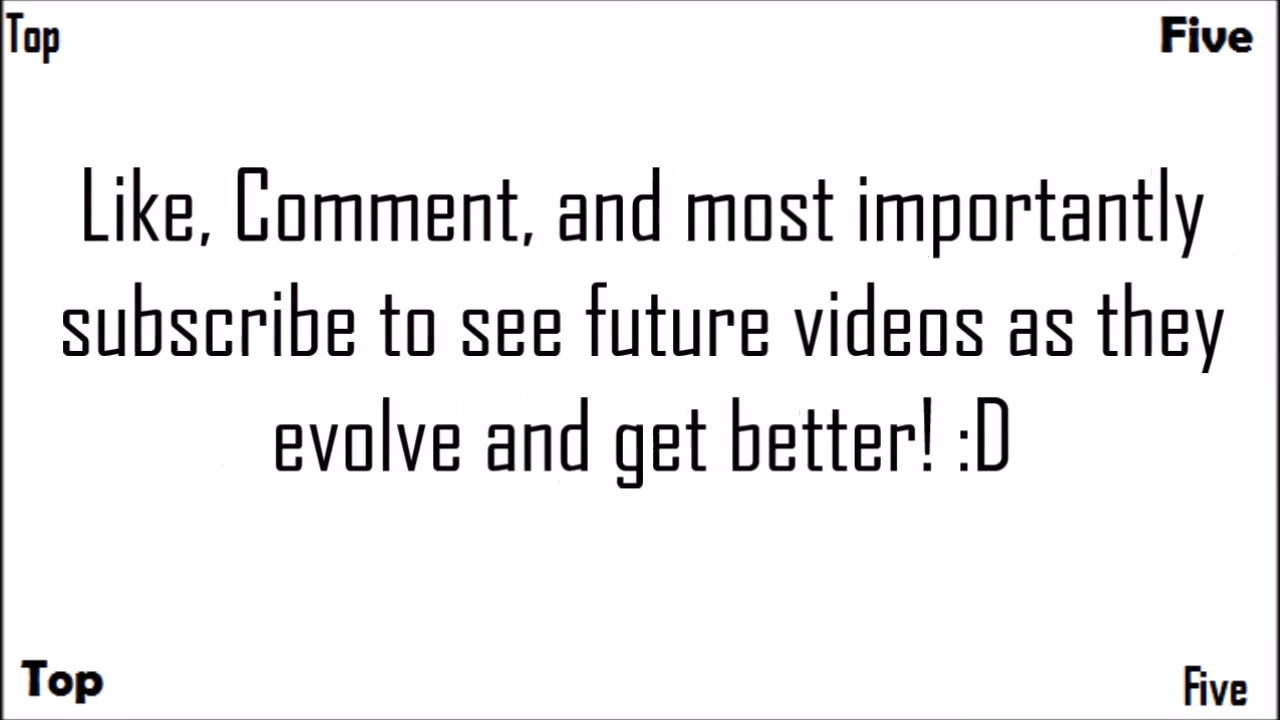 Top
Five
Like, Comment, and most importantly
subscribe to see future videos as they
evolve and get better! :D
Top
Five